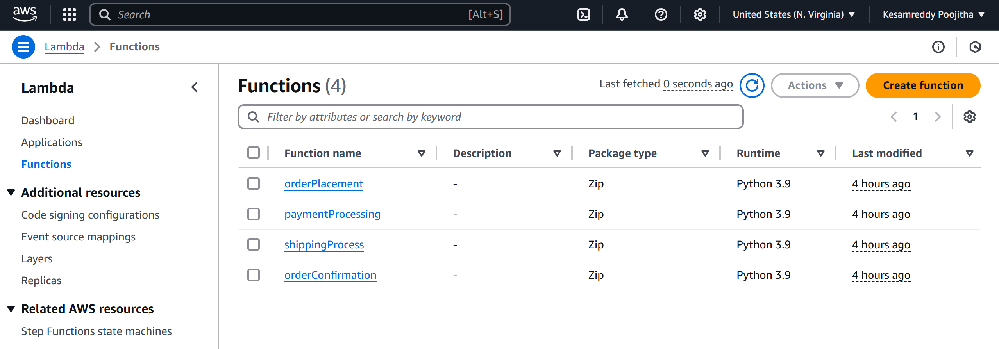 aws
Search [Alt+S]
United States (N. Virginia)
Kesamreddy Poojitha
Lambda
Functions
Lambda
Dashboard
Applications
Functions
Additional resources
Code signing configurations
Event source mappings
Layers
Replicas
Related AWS resources
Step Functions state machines
Functions (4)
Last fetched 0 seconds ago
Actions
Create function
Filter by attributes or search by keyword
1
Function name Description Package type Runtime Last modified
orderPlacement - Zip Python 3.9 4 hours ago
paymentProcessing - Zip Python 3.9 4 hours ago
shippingProcess - Zip Python 3.9 4 hours ago
orderConfirmation - Zip Python 3.9 4 hours ago